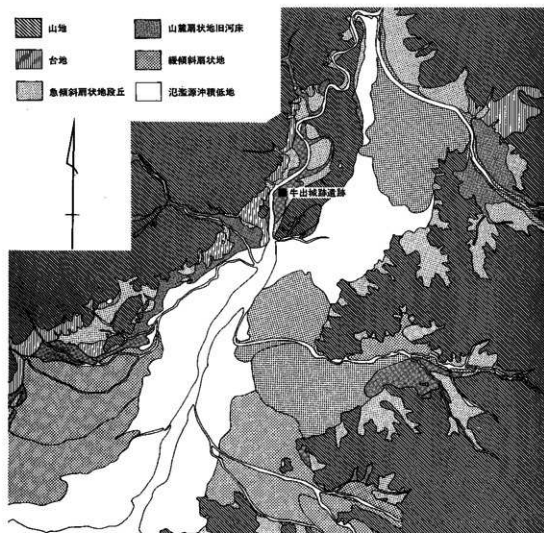 山地
台地
急傾斜扇状地段丘
山麓扇状地旧河床
緩傾斜扇状地
氾濫源沖積低地
牛出城跡遺跡